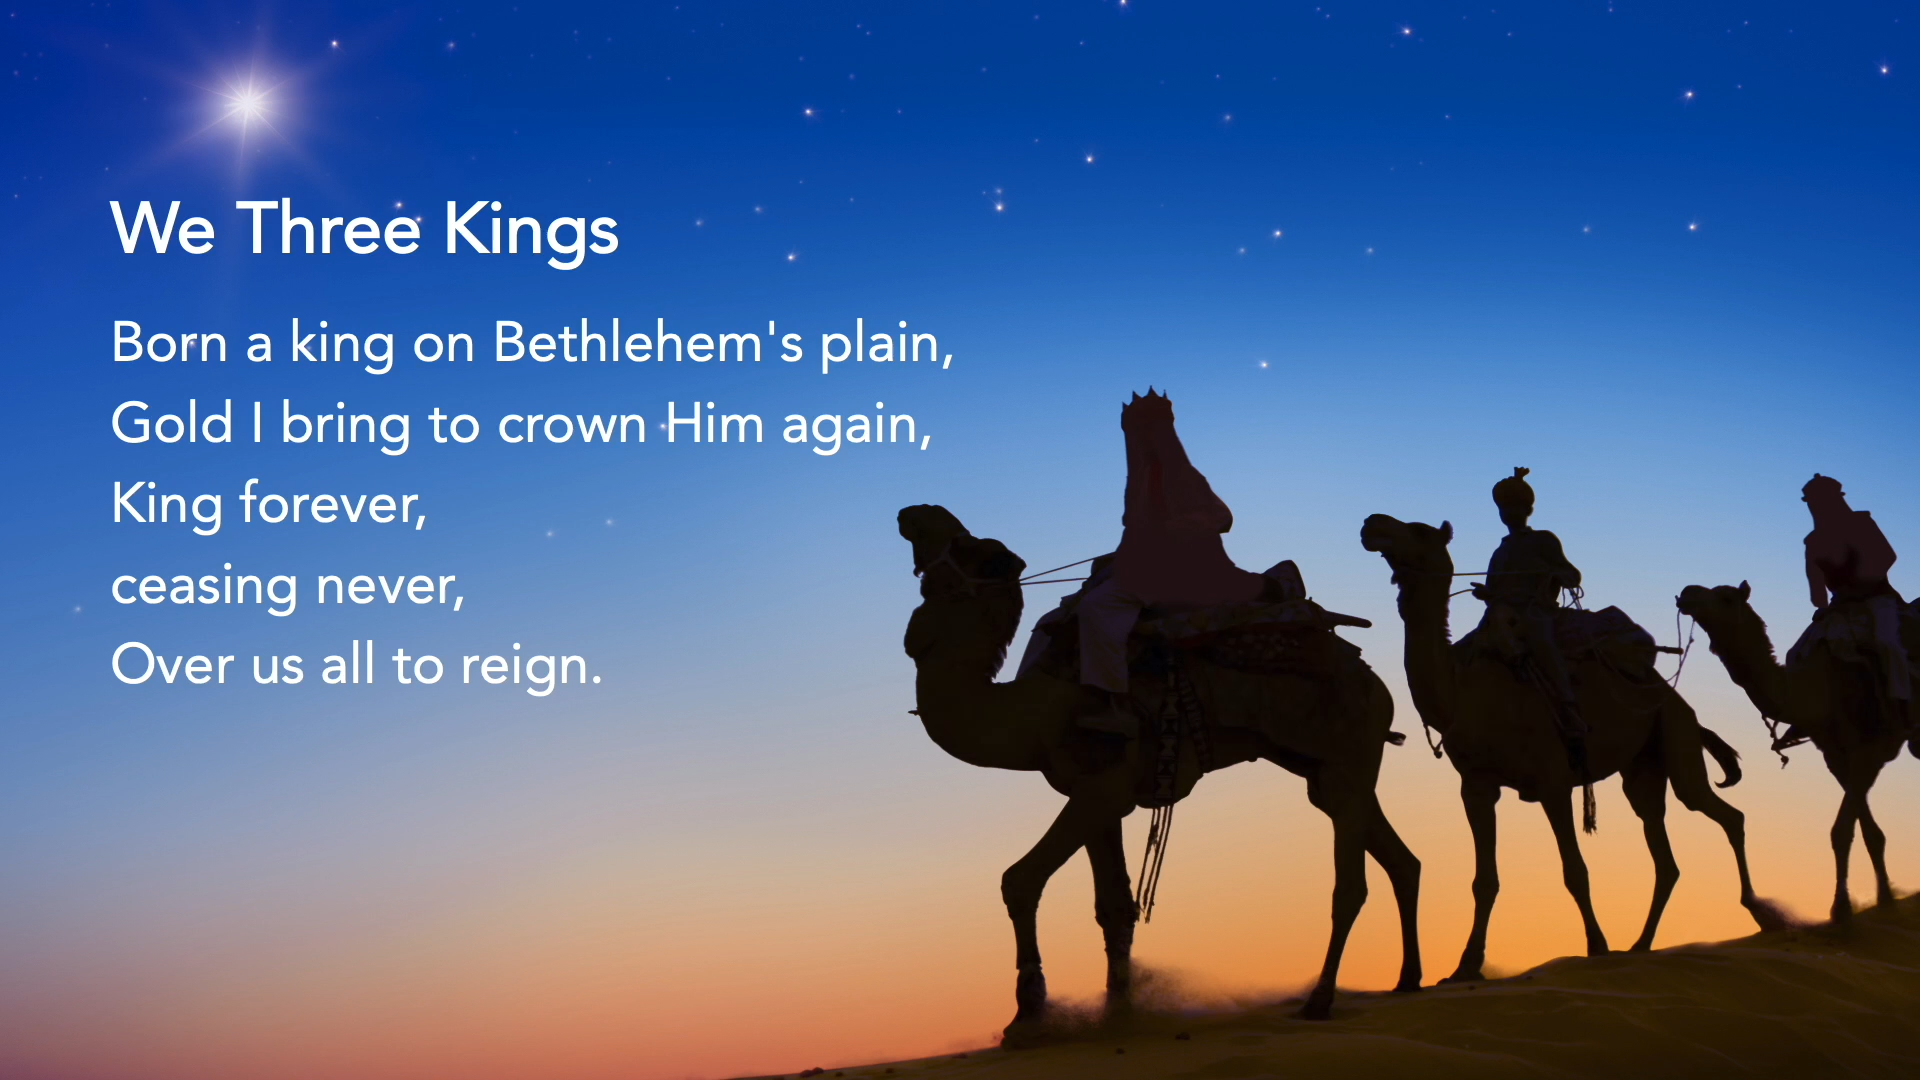 We Three Kings
Born a king on Bethlehem's plain,
Gold I bring to crown Him again,
King forever,
ceasing never,
Over us all to reign.